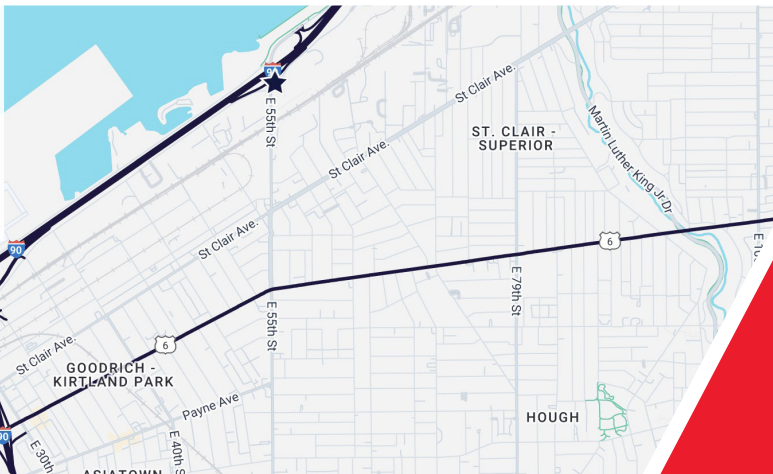 90
E 55th St
St Clair Ave.
ST. CLAIR -
SUPERIOR
St Clair Ave.
Martin Luther King Jr Dr
St Clair Ave.
90
6
E 79th St
E 55th St
6
St Clair Ave.
GOODRICH -
KIRTLAND PARK
Payne Ave
HOUGH
90
E 30th
E 40th S
ASIATOWN